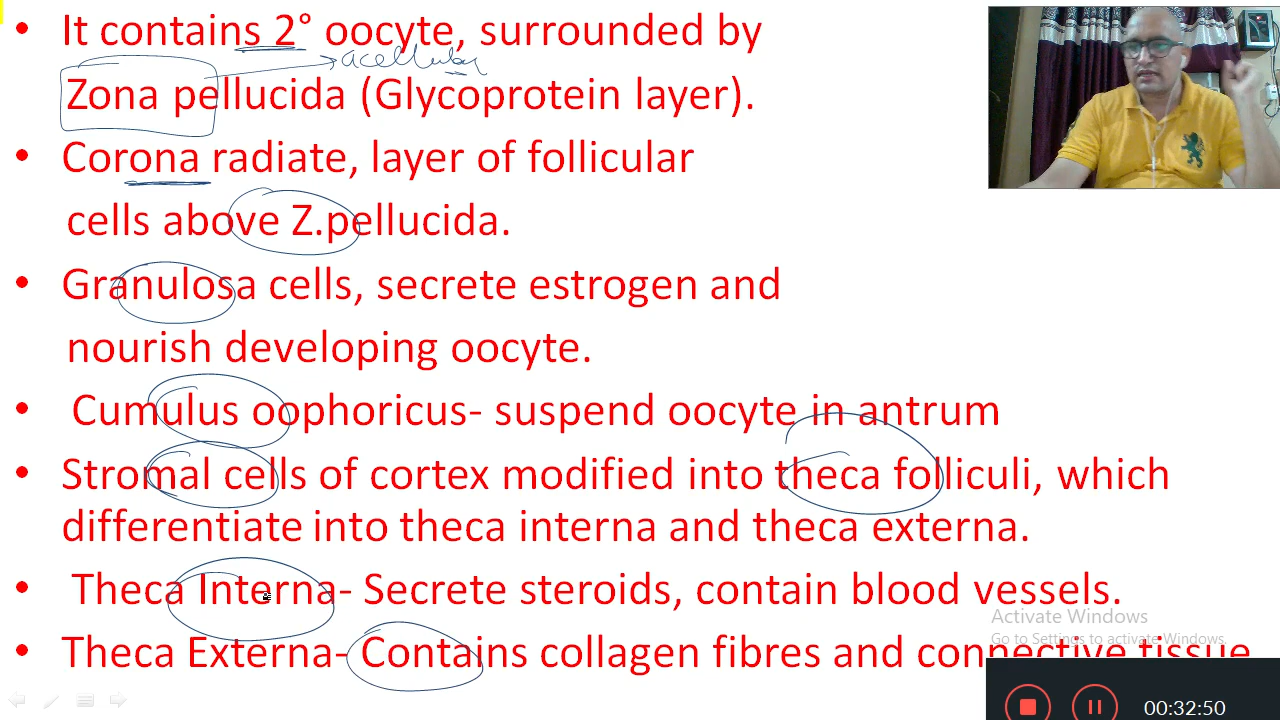 • It contains 2° oocyte, surrounded by
acellular
Zona pellucida (Glycoprotein layer).
• Corona radiate, layer of follicular
cells above Z.pellucida.
• Granulosa cells, secrete estrogen and
nourish developing oocyte.
• Cumulus oophoricus- suspend oocyte in antrum
• Stromal cells of cortex modified into theca folliculi, which
differentiate into theca interna and theca externa.
• Theca Interna- Secrete steroids, contain blood vessels.
Activate Windows
Go to Settings to activate Windows.
• Theca Externa- Contains collagen fibres and connective tissue
00:32:50